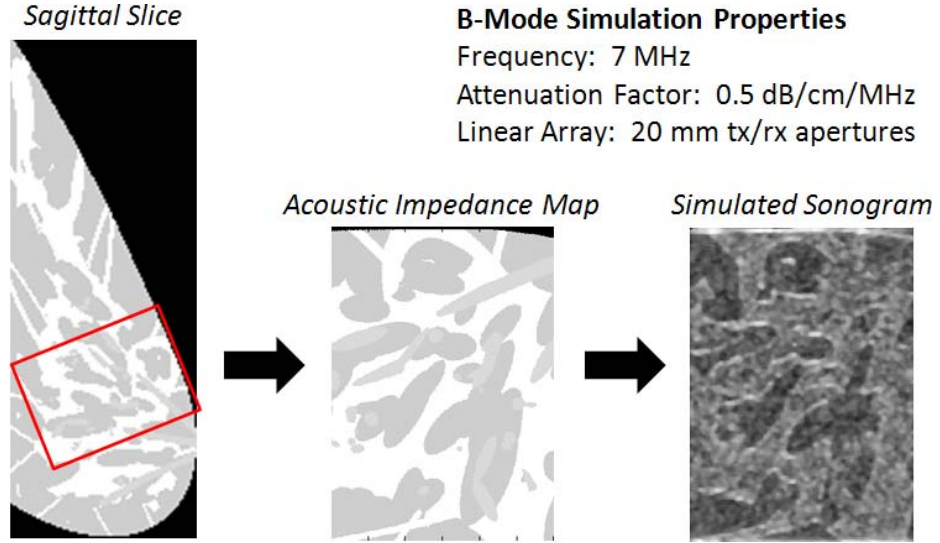 Sagittal Slice
B-Mode Simulation Properties
Frequency: 7 MHz
Attenuation Factor: 0.5 dB/cm/MHz
Linear Array: 20 mm tx/rx apertures
Acoustic Impedance Map
Simulated Sonogram